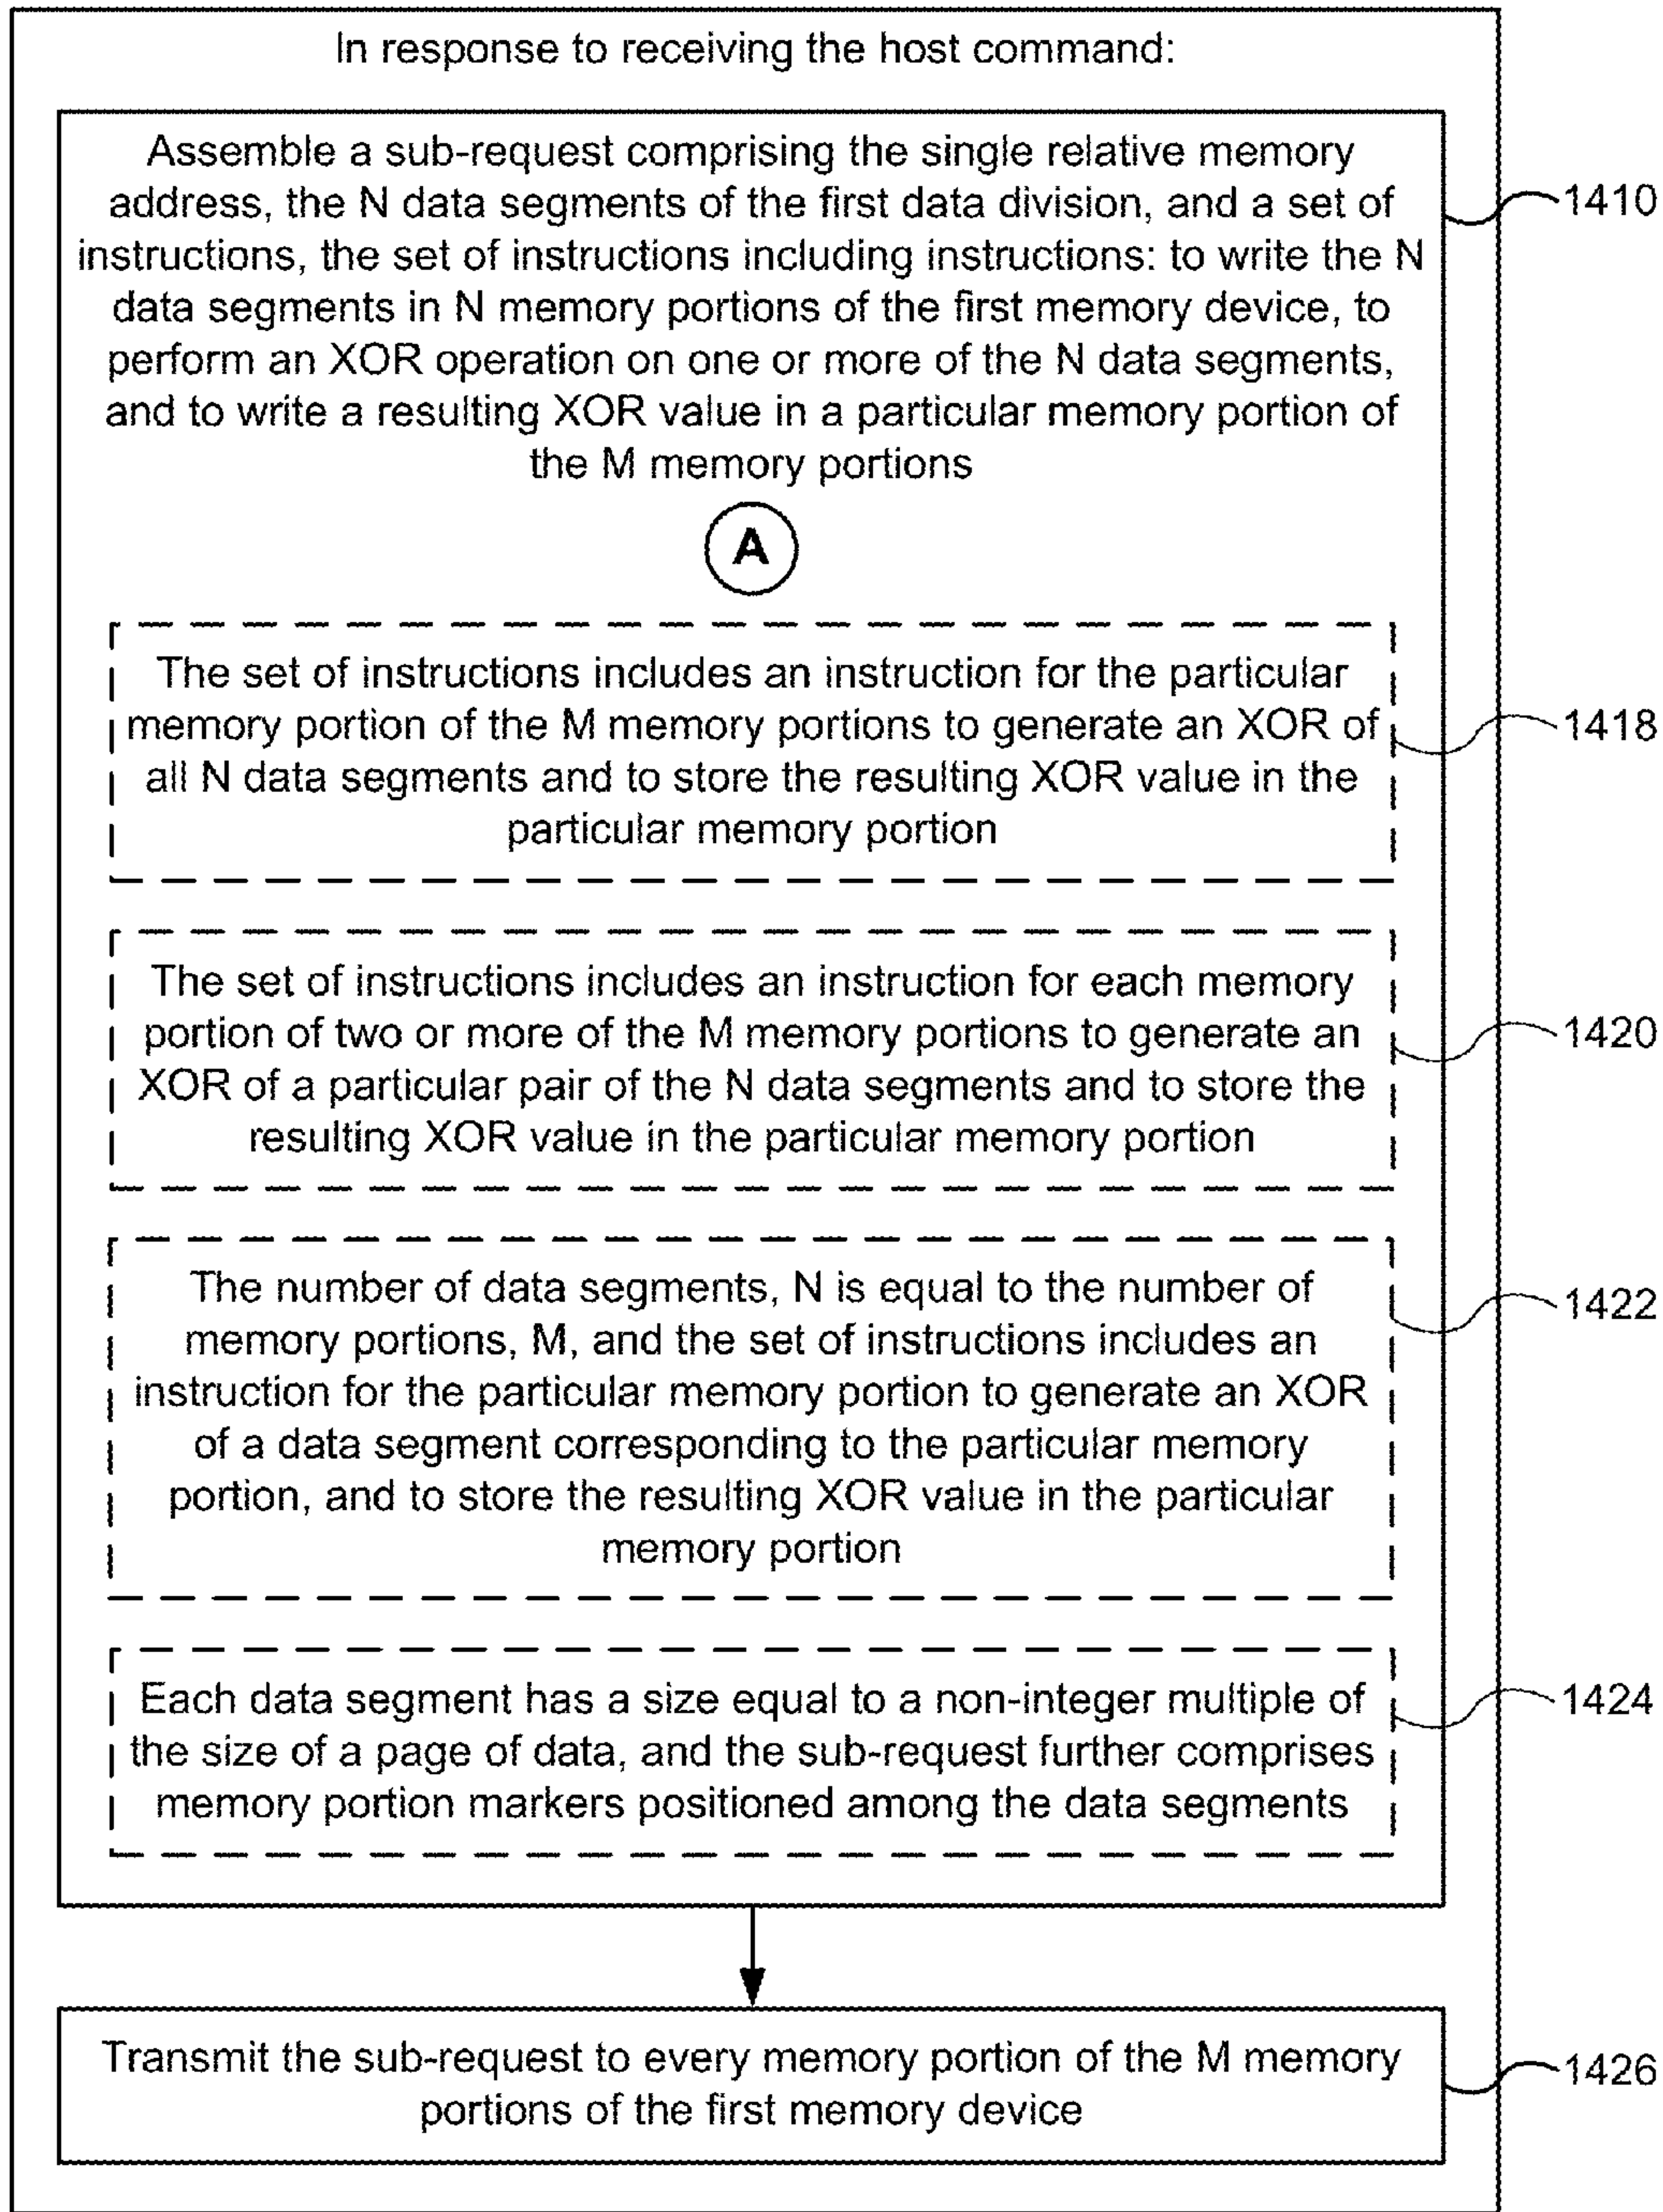 In response to receiving the host command:
Assemble a sub-request comprising the single relative memory
address, the N data segments of the first data division, and a set of
instructions, the set of instructions including instructions: to write the N
data segments in N memory portions of the first memory device, to
perform an XOR operation on one or more of the N data segments,
and to write a resulting XOR value in a particular memory portion of
the M memory portions
1410
A
The set of instructions includes an instruction for the particular
memory portion of the M memory portions to generate an XOR of
all N data segments and to store the resulting XOR value in the
particular memory portion
1418
The set of instructions includes an instruction for each memory
portion of two or more of the M memory portions to generate an
XOR of a particular pair of the N data segments and to store the
resulting XOR value in the particular memory portion
1420
The number of data segments, N is equal to the number of
memory portions, M, and the set of instructions includes an
instruction for the particular memory portion to generate an XOR
of a data segment corresponding to the particular memory
portion, and to store the resulting XOR value in the particular
memory portion
1422
Each data segment has a size equal to a non-integer multiple of
the size of a page of data, and the sub-request further comprises
memory portion markers positioned among the data segments
1424
Transmit the sub-request to every memory portion of the M memory
portions of the first memory device
1426